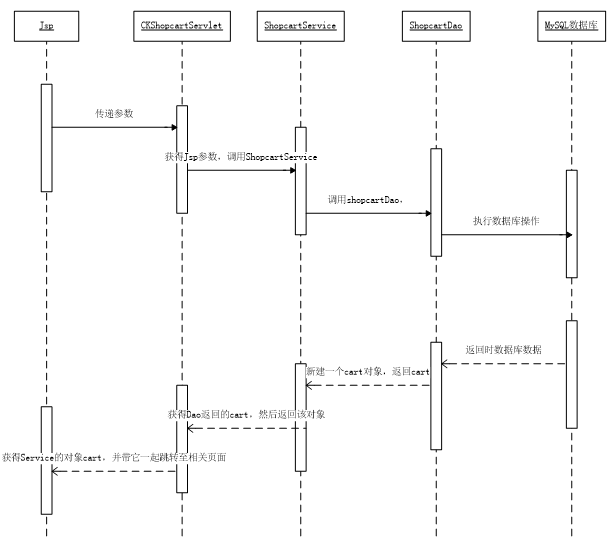 Jsp
CKShopcartServlet
ShopcartService
ShopcartDao
MySQL数据库
传递参数
获得Jsp参数，调用ShopcartService
调用shopcartDao，
执行数据库操作
返回时数据库数据
新建一个cart对象，返回cart
获得Dao返回的cart，然后返回该对象
获得Service的对象cart，并带它一起跳转至相关页面